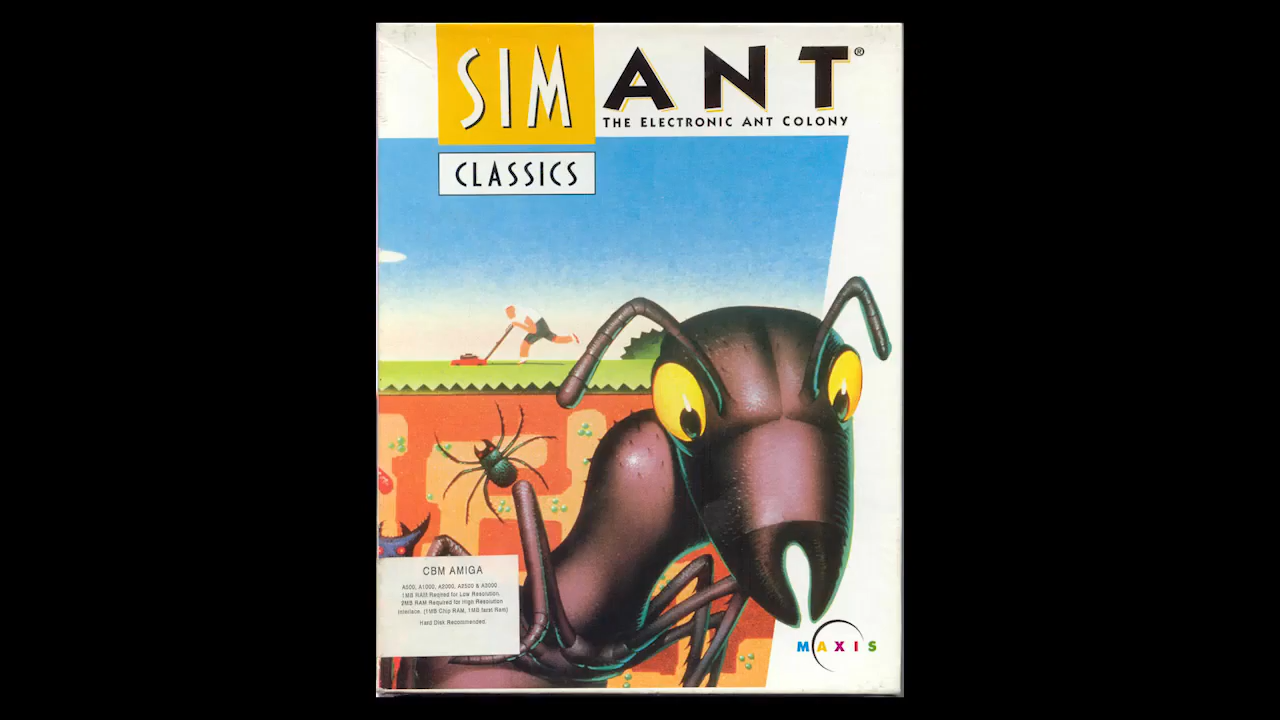 SIM ANT®
THE ELECTRONIC ANT COLONY
CLASSICS
CBM AMIGA
A500, A1000, A2000, A2500 & A3000.
1MB RAM Required for Low Resolution,
2MB RAM Required for High Resolution
Interlace. (1MB Chip RAM, 1MB fast Ram)
Hard Disk Recommended.
MAXIS